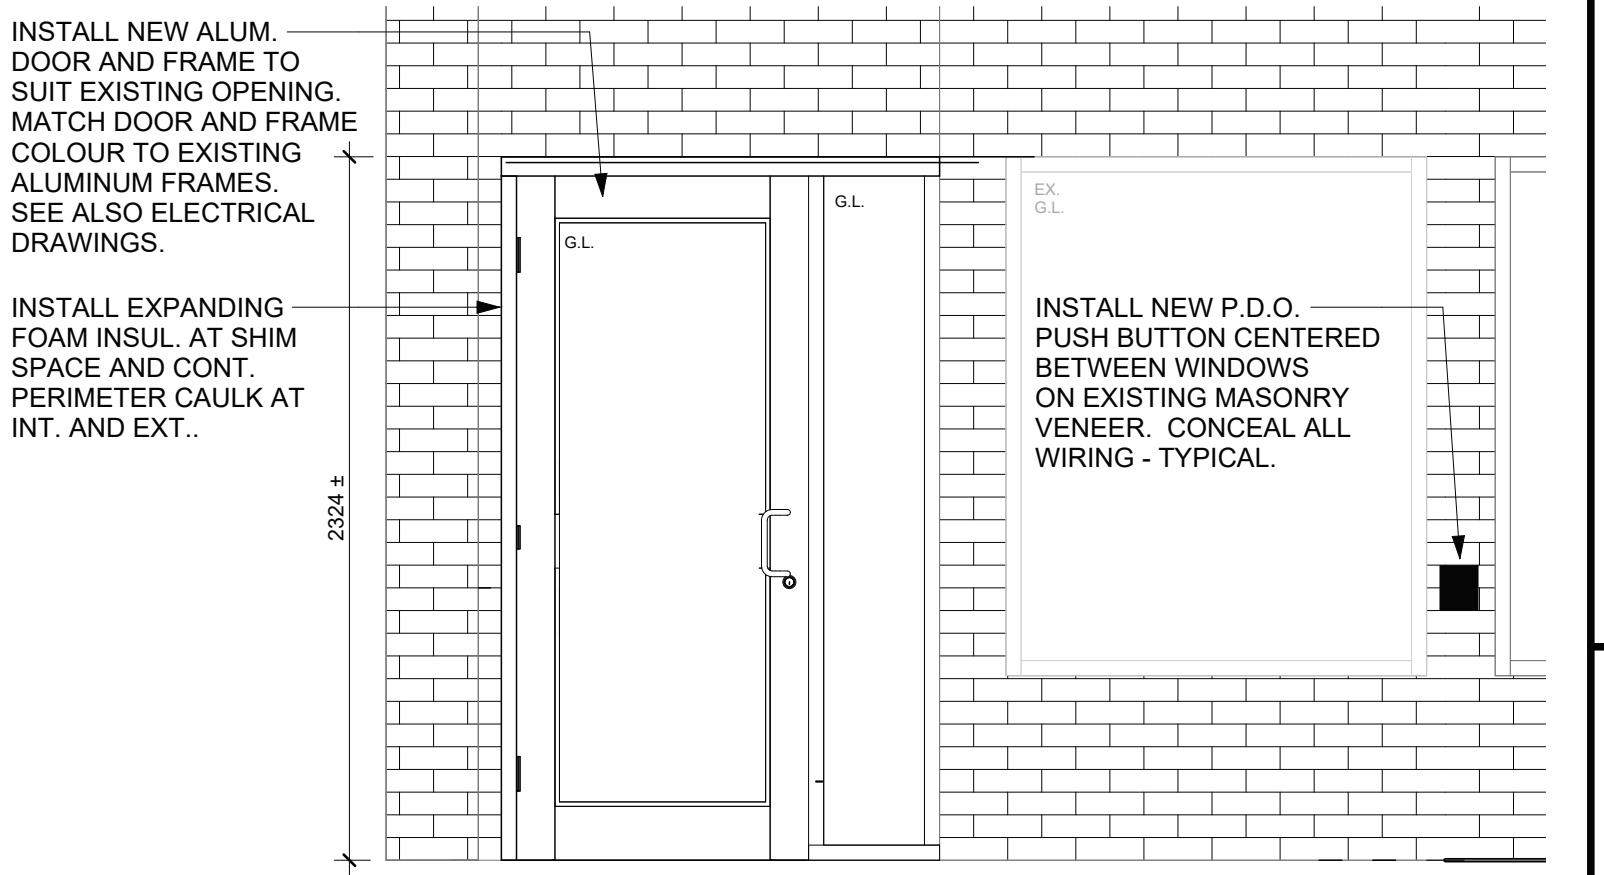 INSTALL NEW ALUM.
DOOR AND FRAME TO
SUIT EXISTING OPENING.
MATCH DOOR AND FRAME
COLOUR TO EXISTING
ALUMINUM FRAMES.
SEE ALSO ELECTRICAL
DRAWINGS.
INSTALL EXPANDING
FOAM INSUL. AT SHIM
SPACE AND CONT.
PERIMETER CAULK AT
INT. AND EXT..
2324 ±
G.L.
G.L.
EX.
G.L.
INSTALL NEW P.D.O.
PUSH BUTTON CENTERED
BETWEEN WINDOWS
ON EXISTING MASONRY
VENEER.  CONCEAL ALL
WIRING - TYPICAL.